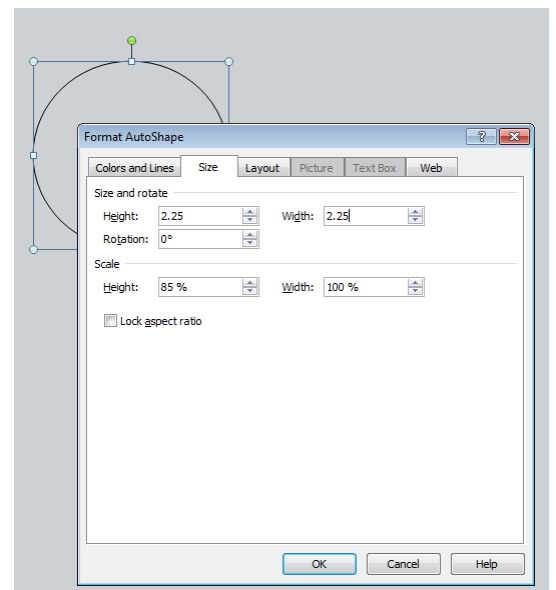 Format AutoShape
Colors and Lines Size Layout Picture Text Box Web
Size and rotate
Height: 2.25 Width: 2.25
Rotation: 0°
Scale
Height: 85 % Width: 100 %
Lock aspect ratio
OK Cancel Help